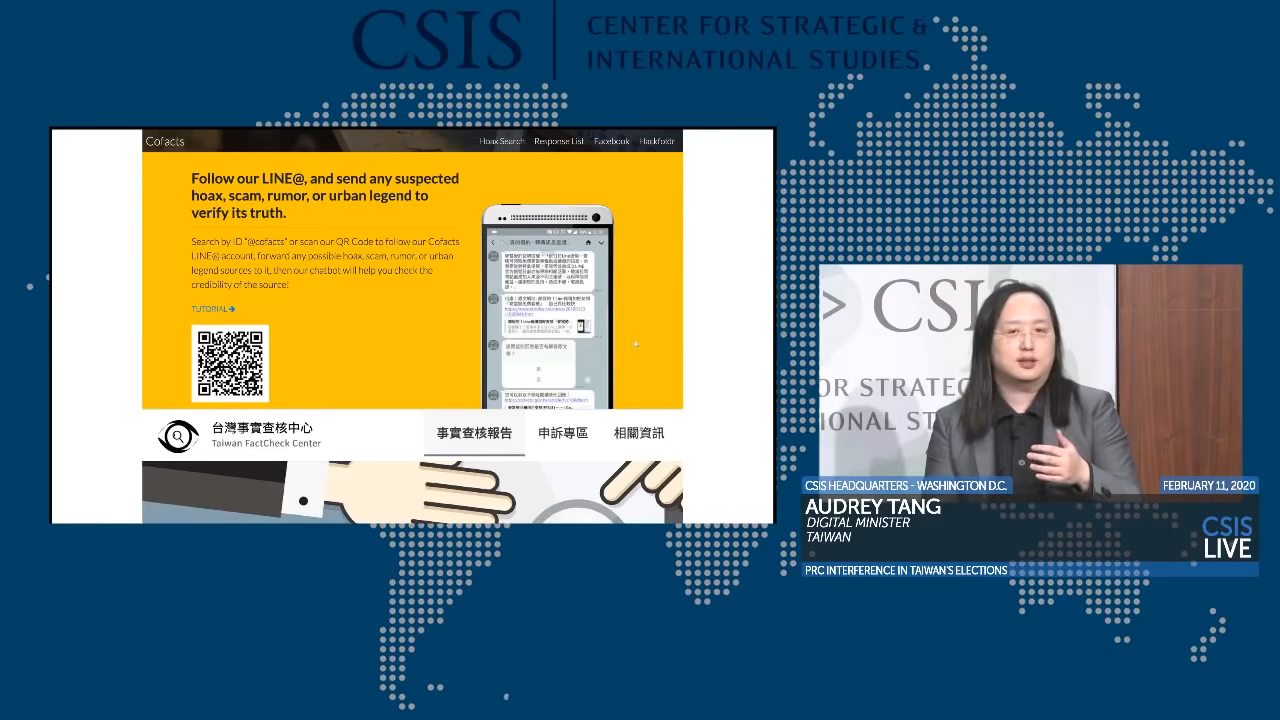 CSIS
CENTER FOR STRATEGIC &
INTERNATIONAL STUDIES
Cofacts
Hoax Search Response List Facebook Hackfoldr
Follow our LINE@, and send any suspected
hoax, scam, rumor, or urban legend to
verify its truth.
Search by ID "@cofacts" or scan our QR Code to follow our Cofacts
LINE@ account, forward any possible hoax, scam, rumor, or urban
legend sources to it, then our chatbot will help you check the
credibility of the source!
TUTORIAL
台灣事實查核中心
Taiwan FactCheck Center
事實查核報告 申訴專區 相關資訊
> CSIS
OR STRATEG
IONAL ST
CSIS HEADQUARTERS - WASHINGTON D.C.
FEBRUARY 11, 2020
AUDREY TANG
DIGITAL MINISTER
TAIWAN
CSIS
LIVE
PRC INTERFERENCE IN TAIWAN'S ELECTIONS